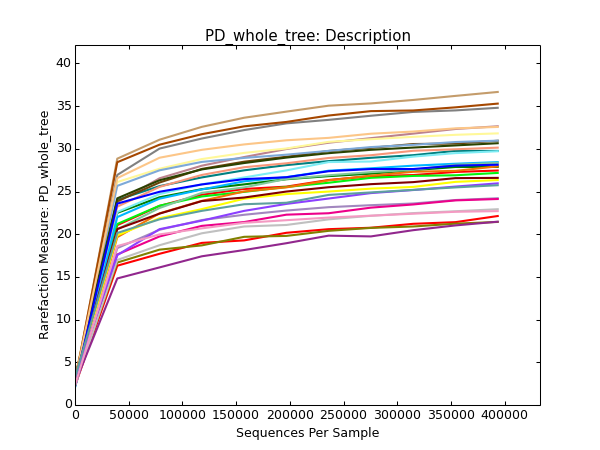 PD_whole_tree: Description
Rarefaction Measure: PD_whole_tree
40
35
30
25
20
15
10
5
0
0 50000 100000 150000 200000 250000 300000 350000 400000
Sequences Per Sample